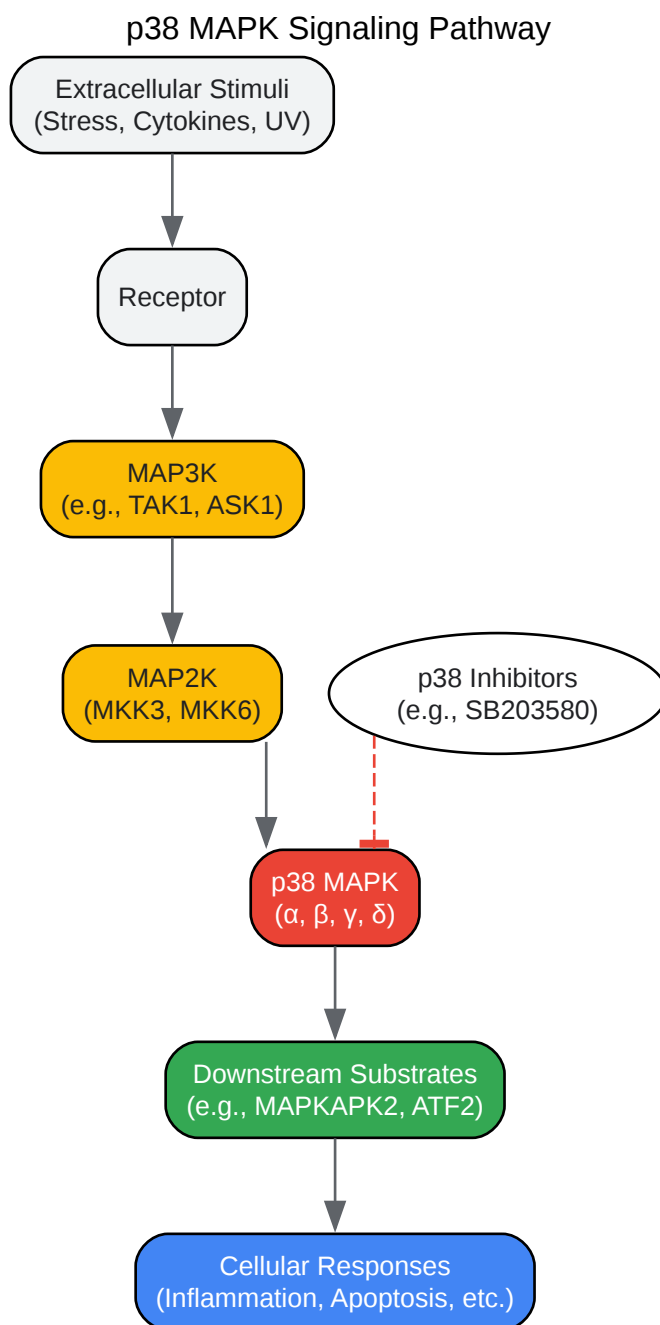 p38 MAPK Signaling Pathway
Extracellular Stimuli
(Stress, Cytokines, UV)
Receptor
MAP3K
(e.g., TAK1, ASK1)
MAP2K
(MKK3, MKK6)
p38 Inhibitors
(e.g., SB203580)
p38 MAPK
(α, β, γ, δ)
Downstream Substrates
(e.g., MAPKAPK2, ATF2)
Cellular Responses
(Inflammation, Apoptosis, etc.)